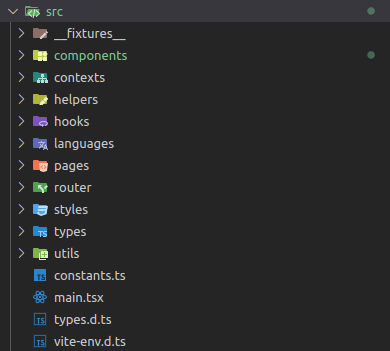 src
__fixtures__
components
contexts
helpers
hooks
languages
pages
router
styles
types
utils
constants.ts
main.tsx
types.d.ts
vite-env.d.ts